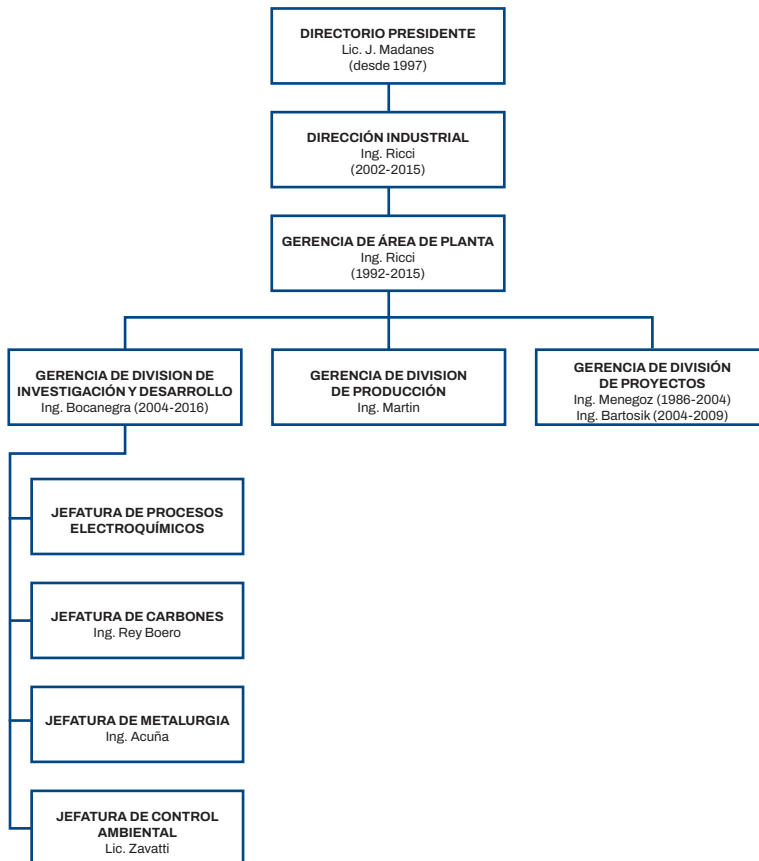 DIRECTORIO PRESIDENTE
Lic. J. Madanes
(desde 1997)
DIRECCIÓN INDUSTRIAL
Ing. Ricci
(2002-2015)
GERENCIA DE ÁREA DE PLANTA
Ing. Ricci
(1992-2015)
GERENCIA DE DIVISION DE
INVESTIGACIÓN Y DESARROLLO
Ing. Bocanegra (2004-2016)
GERENCIA DE DIVISION
DE PRODUCCIÓN
Ing. Martin
GERENCIA DE DIVISIÓN
DE PROYECTOS
Ing. Menegoz (1986-2004)
Ing. Bartosik (2004-2009)
JEFATURA DE PROCESOS
ELECTROQUÍMICOS
JEFATURA DE CARBONES
Ing. Rey Boero
JEFATURA DE METALURGIA
Ing. Acuña
JEFATURA DE CONTROL
AMBIENTAL
Lic. Zavatti